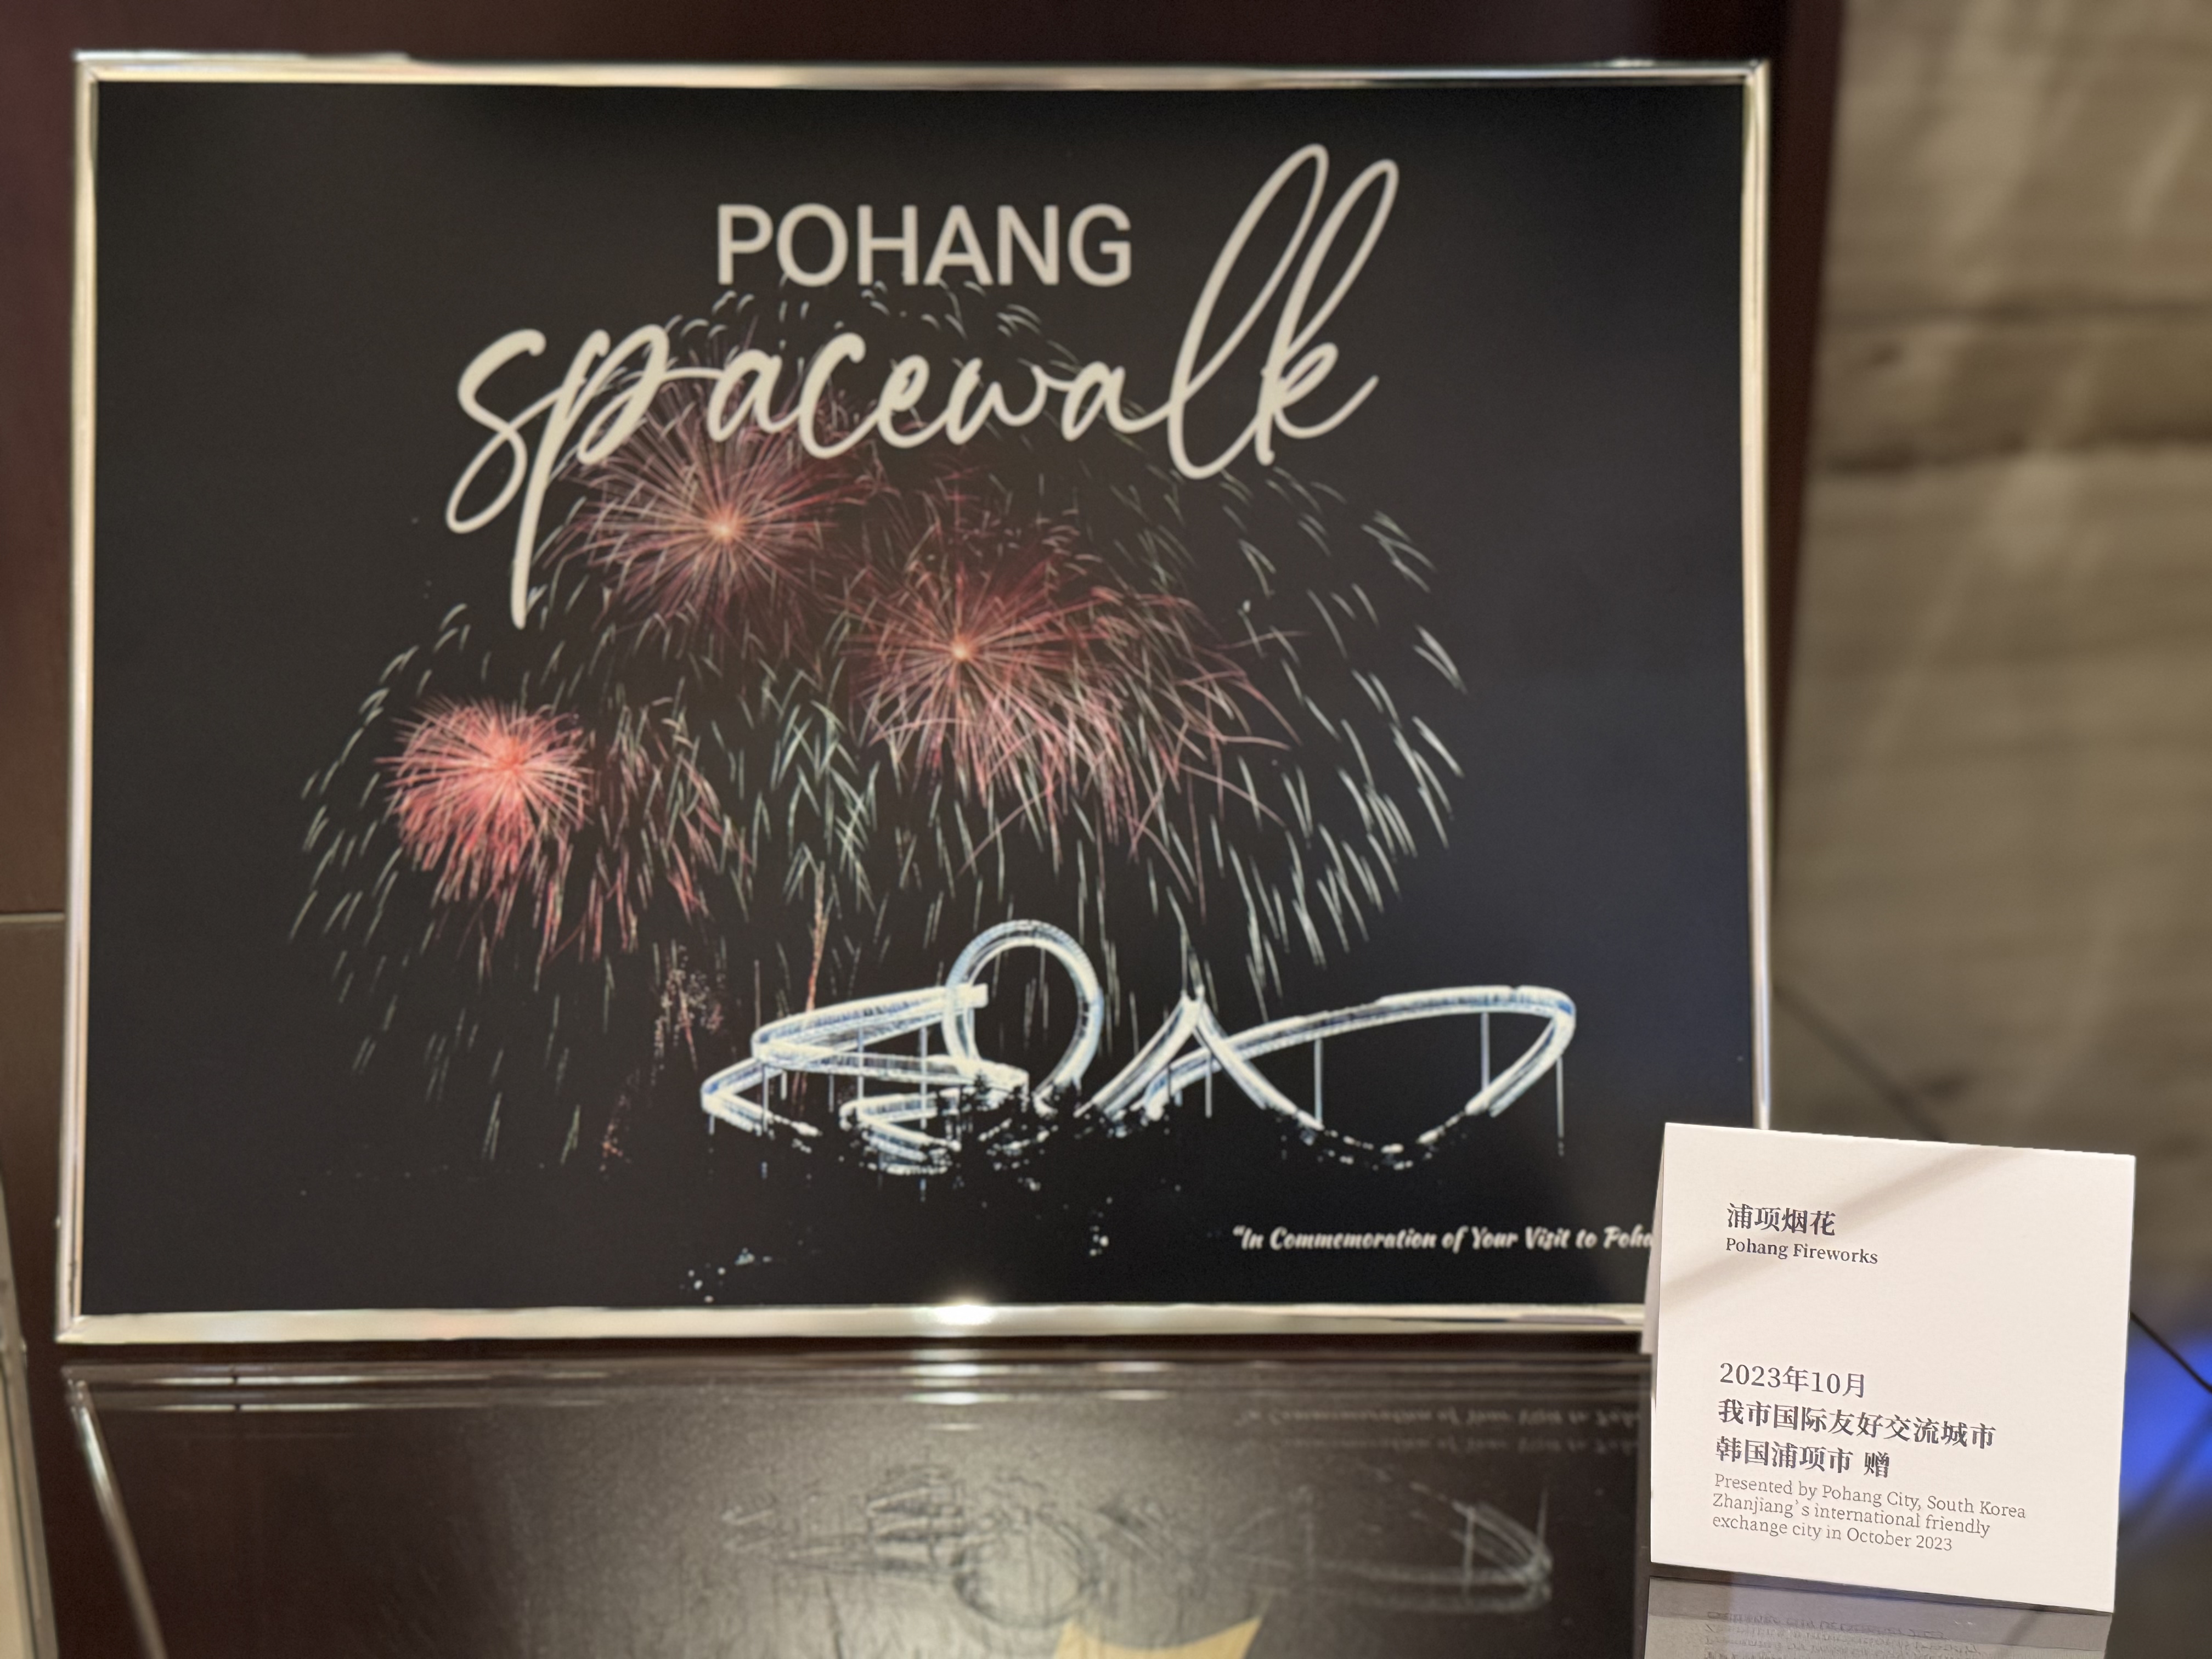 POHANG
spacewalk
“In Commemoration of Your Visit to
浦项烟花
Pohang Fireworks
2023年10月
我市国际友好交流城市
韩国浦项市 赠
Presented by Pohang City, South Korea
Zhanjiang's international friendly
exchange city in October 2023